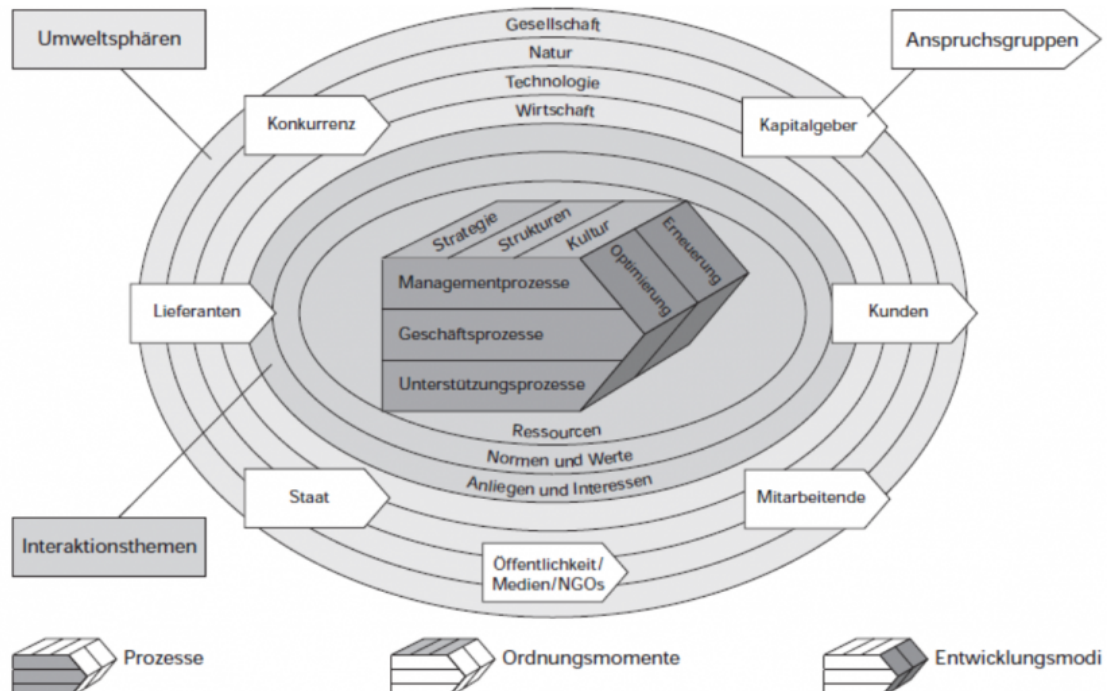 Umweltsphären
Gesellschaft
Anspruchsgruppen
Natur
Technologie
Wirtschaft
Konkurrenz
Kapitalgeber
Strategie
Strukturen
Kultur
Optimierung
Erneuerung
Managementprozesse
Lieferanten
Geschäftsprozesse
Kunden
Unterstützungsprozesse
Ressourcen
Normen und Werte
Anliegen und Interessen
Staat
Mitarbeitende
Interaktionsthemen
Öffentlichkeit/
Medien/NGOs
Prozesse
Ordnungsmomente
Entwicklungsmodi